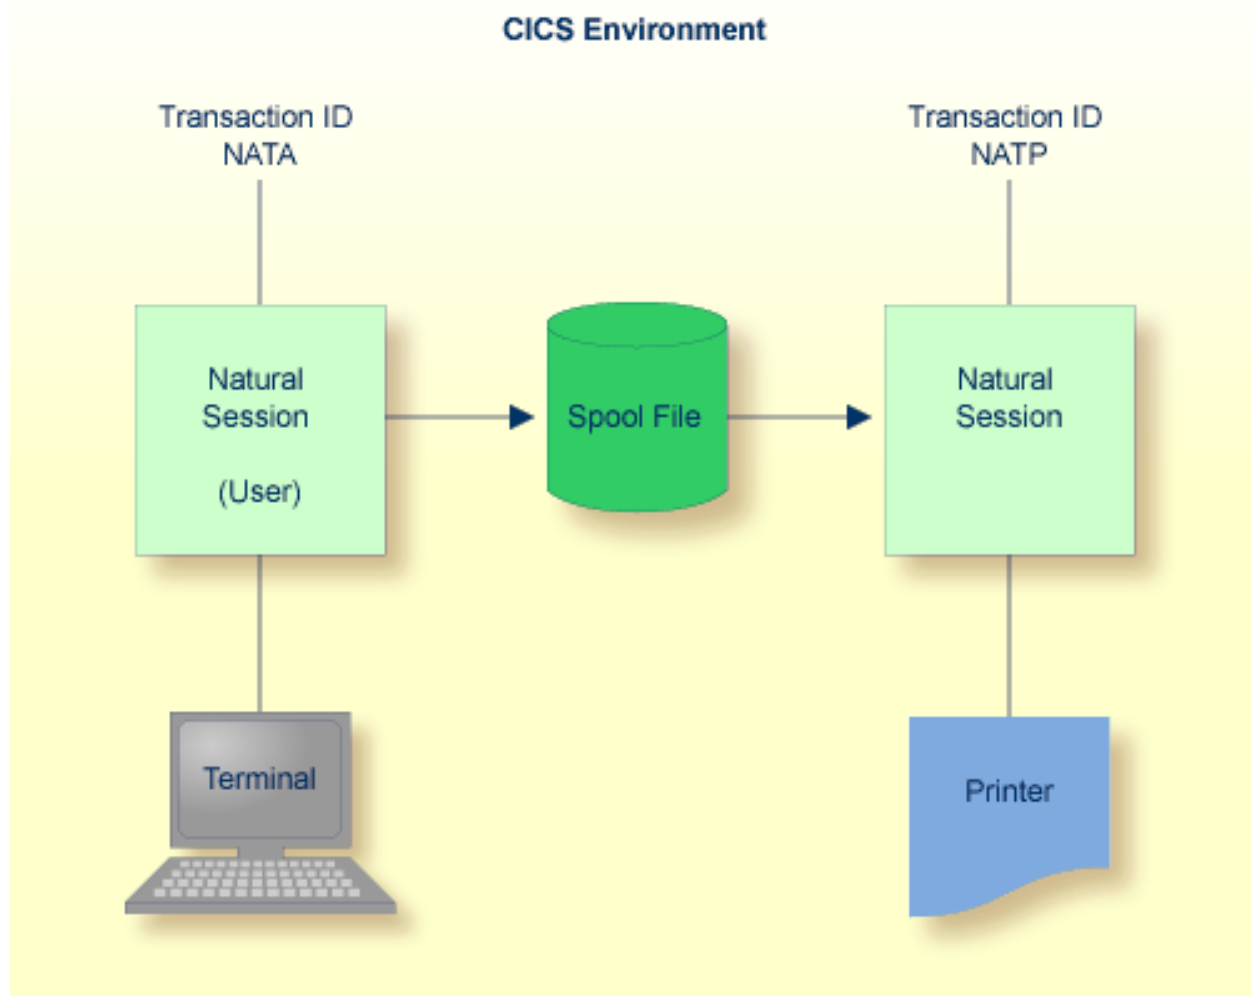 CICS Environment
Transaction ID
NATA
Transaction ID
NATP
Natural
Session
(User)
Spool File
Natural
Session
Terminal
Printer